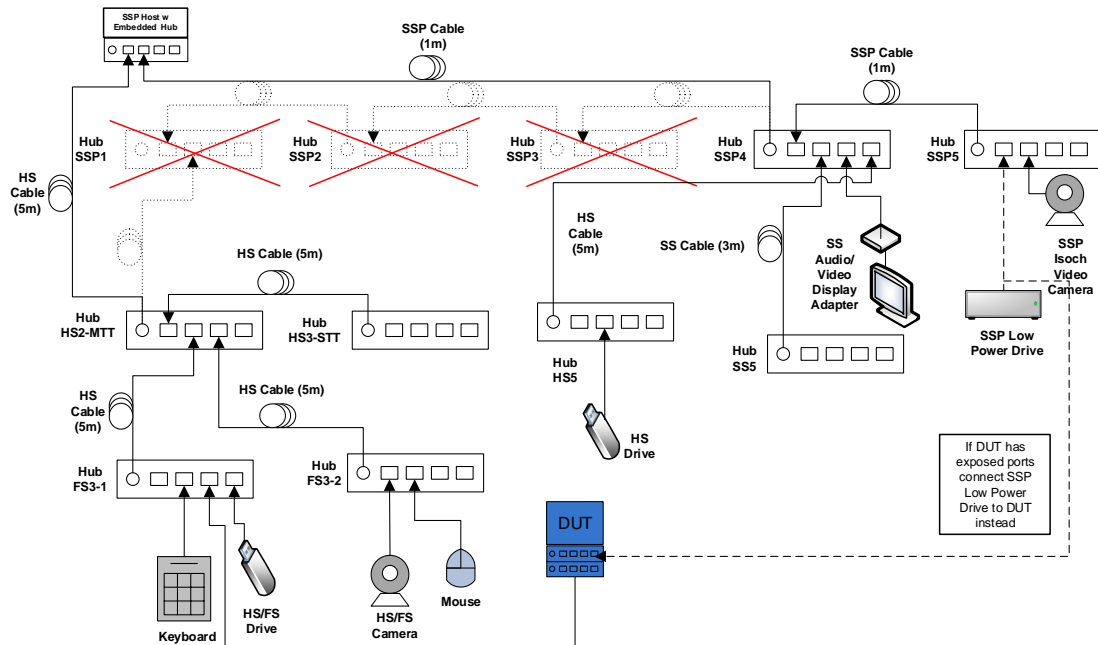 SSP Host w
Embedded Hub
SSP Cable
(1m)
SSP Cable
(1m)
Hub
SSP1
Hub
SSP2
Hub
SSP3
Hub
SSP4
Hub
SSP5
HS
Cable
(5m)
HS Cable (5m)
HS
Cable
(5m)
SS Cable (3m)
SS
Audio/
Video
Display
Adapter
SSP
Isoch
Video
Camera
Hub
HS2-MTT
Hub
HS3-STT
Hub
HS5
Hub
SS5
SSP Low
Power Drive
HS
Cable
(5m)
HS Cable (5m)
HS
Drive
If DUT has
exposed ports
connect SSP
Low Power
Drive to DUT
instead
Hub
FS3-1
Hub
FS3-2
DUT
Keyboard
HS/FS
Drive
HS/FS
Camera
Mouse